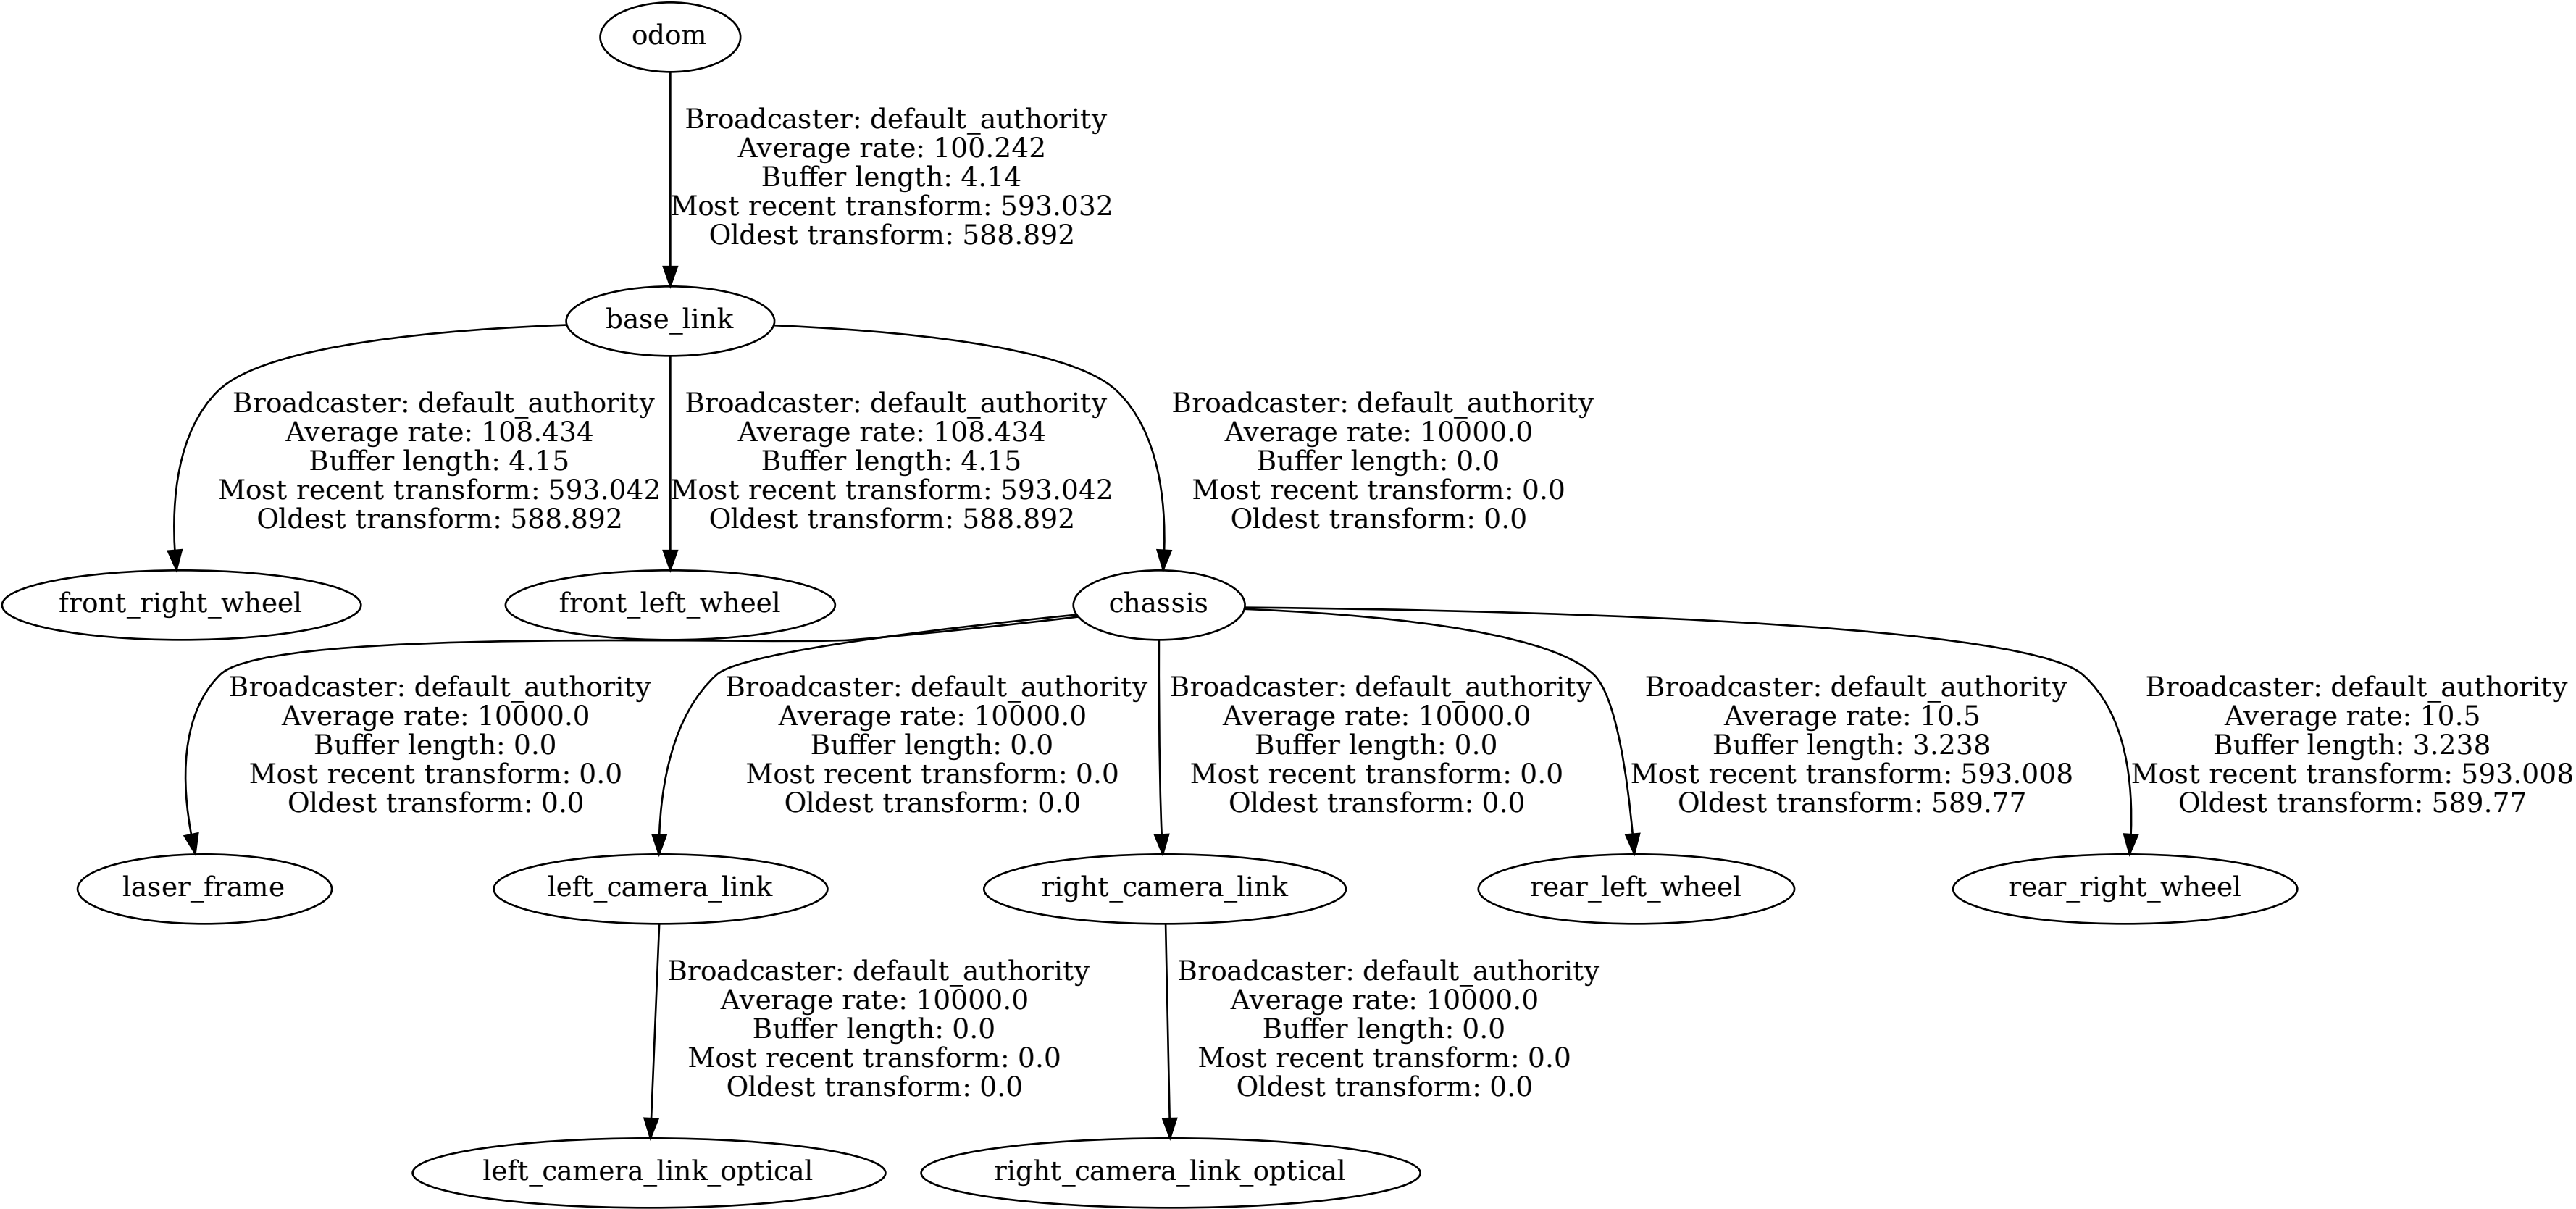 odom
Broadcaster: default_authority
Average rate: 100.242
Buffer length: 4.14
Most recent transform: 593.032
Oldest transform: 588.892
base_link
Broadcaster: default_authority
Average rate: 108.434
Buffer length: 4.15
Most recent transform: 593.042
Oldest transform: 588.892
Broadcaster: default_authority
Average rate: 108.434
Buffer length: 4.15
Most recent transform: 593.042
Oldest transform: 588.892
Broadcaster: default_authority
Average rate: 10000.0
Buffer length: 0.0
Most recent transform: 0.0
Oldest transform: 0.0
front_right_wheel
front_left_wheel
chassis
Broadcaster: default_authority
Average rate: 10000.0
Buffer length: 0.0
Most recent transform: 0.0
Oldest transform: 0.0
Broadcaster: default_authority
Average rate: 10000.0
Buffer length: 0.0
Most recent transform: 0.0
Oldest transform: 0.0
Broadcaster: default_authority
Average rate: 10000.0
Buffer length: 0.0
Most recent transform: 0.0
Oldest transform: 0.0
Broadcaster: default_authority
Average rate: 10.5
Buffer length: 3.238
Most recent transform: 593.008
Oldest transform: 589.77
Broadcaster: default_authority
Average rate: 10.5
Buffer length: 3.238
Most recent transform: 593.008
Oldest transform: 589.77
laser_frame
left_camera_link
right_camera_link
rear_left_wheel
rear_right_wheel
Broadcaster: default_authority
Average rate: 10000.0
Buffer length: 0.0
Most recent transform: 0.0
Oldest transform: 0.0
Broadcaster: default_authority
Average rate: 10000.0
Buffer length: 0.0
Most recent transform: 0.0
Oldest transform: 0.0
left_camera_link_optical
right_camera_link_optical